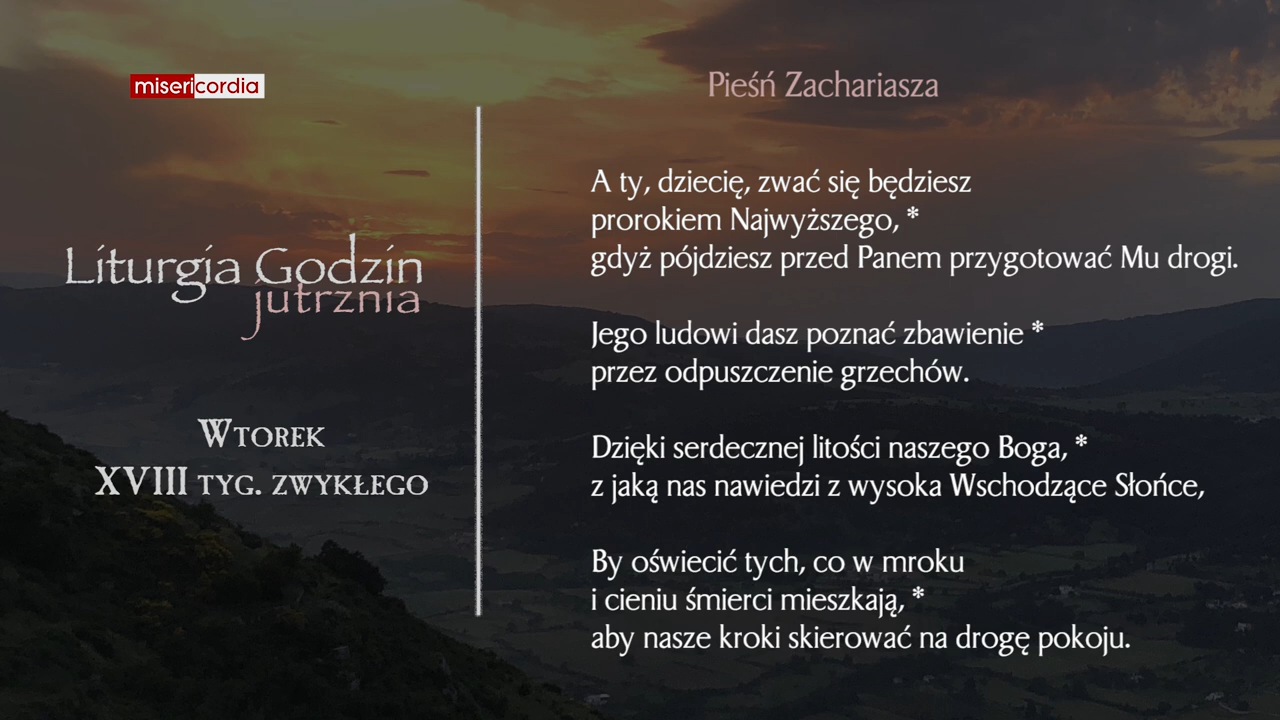 misericordia
Liturgia Godzin
jutrznia
Wtorek
XVIII tyg. zwykłego
Pieśń Zachariasza
A ty, dziecię, zwać się będziesz
prorokiem Najwyższego, *
gdyż pójdziesz przed Panem przygotować Mu drogi.
Jego ludowi dasz poznać zbawienie *
przez odpuszczenie grzechów.
Dzięki serdecznej litości naszego Boga, *
z jaką nas nawiedzi z wysoka Wschodzące Słońce,
By oświecić tych, co w mroku
i cieniu śmierci mieszkają, *
aby nasze kroki skierować na drogę pokoju.